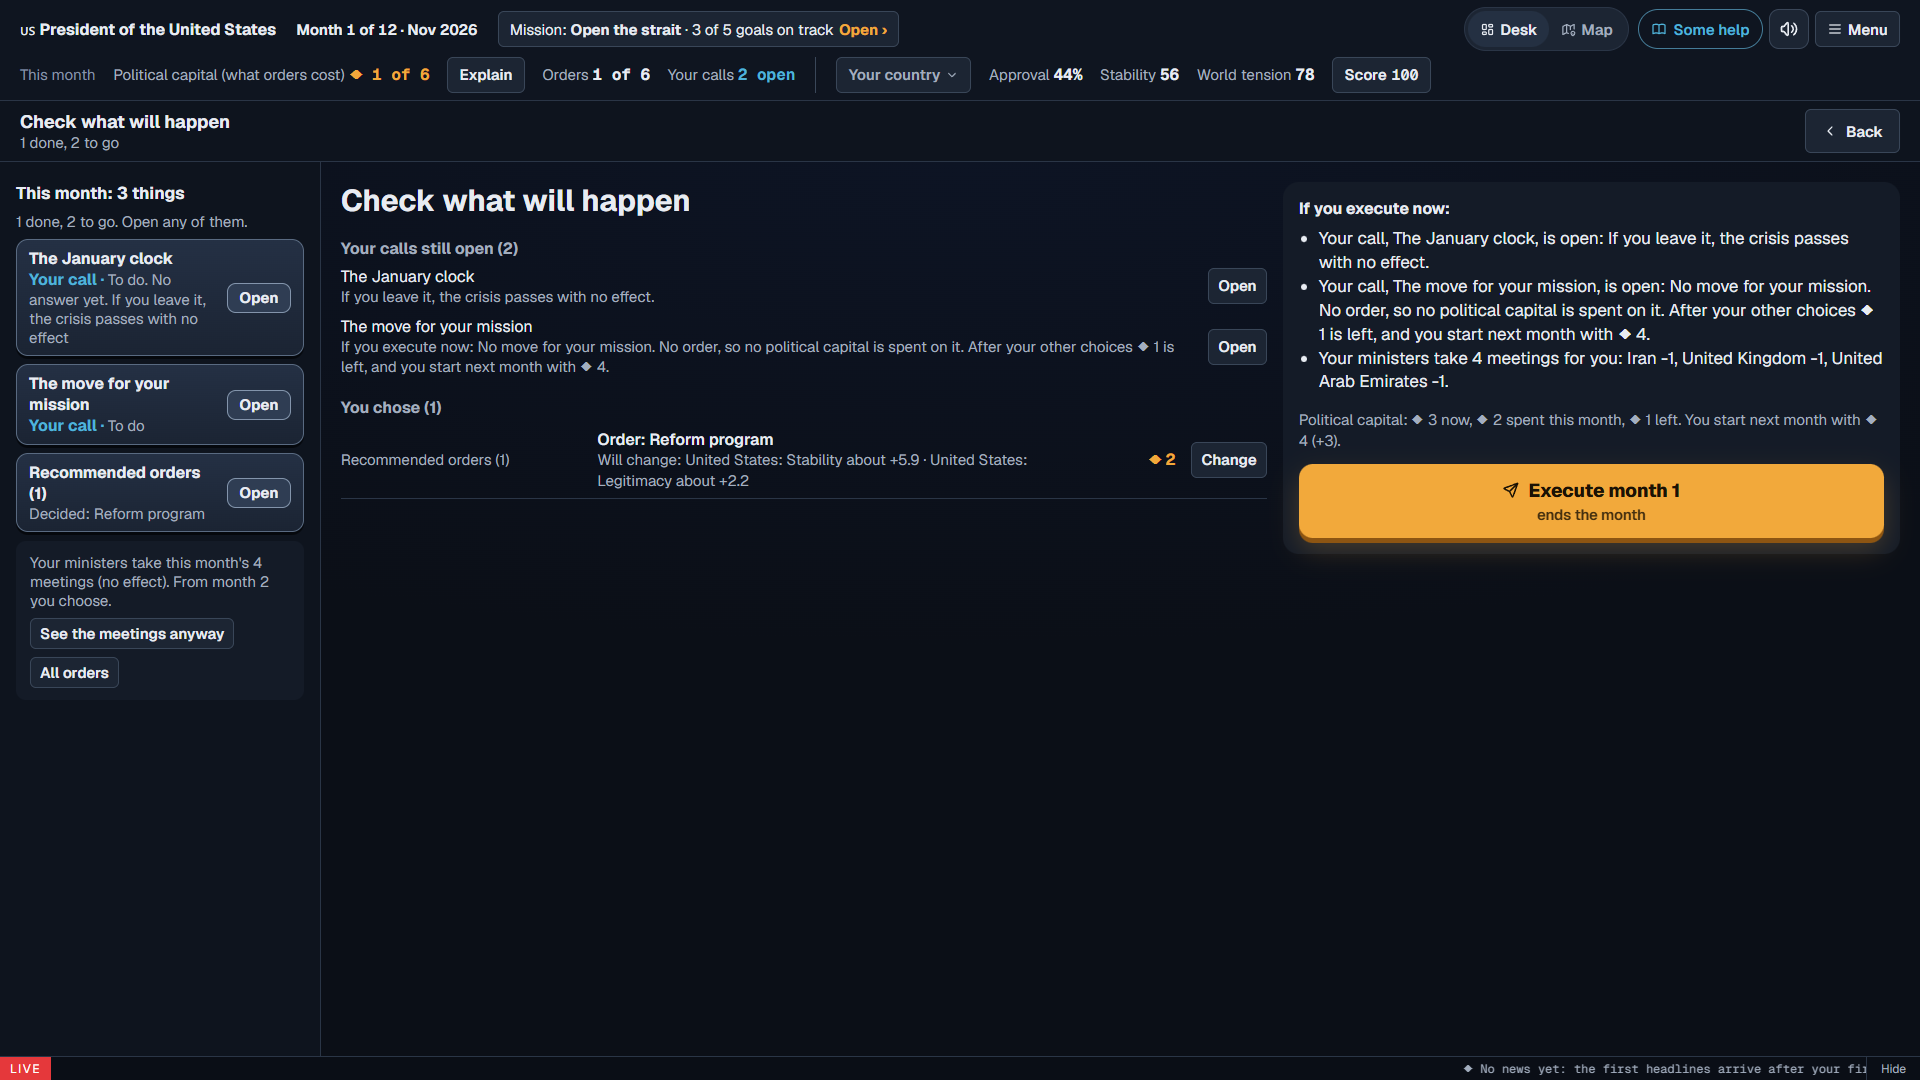 US President of the United States Month 1 of 12 · Nov 2026 Mission: Open the strait · 3 of 5 goals on track Open › Desk Map Some help Menu
This month Political capital (what orders cost) ◆ 1 of 6 Explain Orders 1 of 6 Your calls 2 open Your country Approval 44% Stability 56 World tension 78 Score 100
Check what will happen
1 done, 2 to go
Back
This month: 3 things
1 done, 2 to go. Open any of them.
The January clock
Your call · To do. No
answer yet. If you leave it,
the crisis passes with no
effect
Open
The move for your
mission
Your call · To do
Open
Recommended orders
(1)
Decided: Reform program
Open
Your ministers take this month's 4
meetings (no effect). From month 2
you choose.
See the meetings anyway
All orders
Check what will happen
Your calls still open (2)
The January clock
If you leave it, the crisis passes with no effect.
Open
The move for your mission
If you execute now: No move for your mission. No order, so no political capital is spent on it. After your other choices ◆ 1 is
left, and you start next month with ◆ 4.
Open
You chose (1)
Recommended orders (1)
Order: Reform program
Will change: United States: Stability about +5.9 · United States:
Legitimacy about +2.2
◆ 2
Change
If you execute now:
• Your call, The January clock, is open: If you leave it, the crisis passes
with no effect.
• Your call, The move for your mission, is open: No move for your mission.
No order, so no political capital is spent on it. After your other choices ◆
1 is left, and you start next month with ◆ 4.
• Your ministers take 4 meetings for you: Iran -1, United Kingdom -1, United
Arab Emirates -1.
Political capital: ◆ 3 now, ◆ 2 spent this month, ◆ 1 left. You start next month with ◆
4 (+3).
Execute month 1
ends the month
LIVE
◆ No news yet: the first headlines arrive after your
Hide